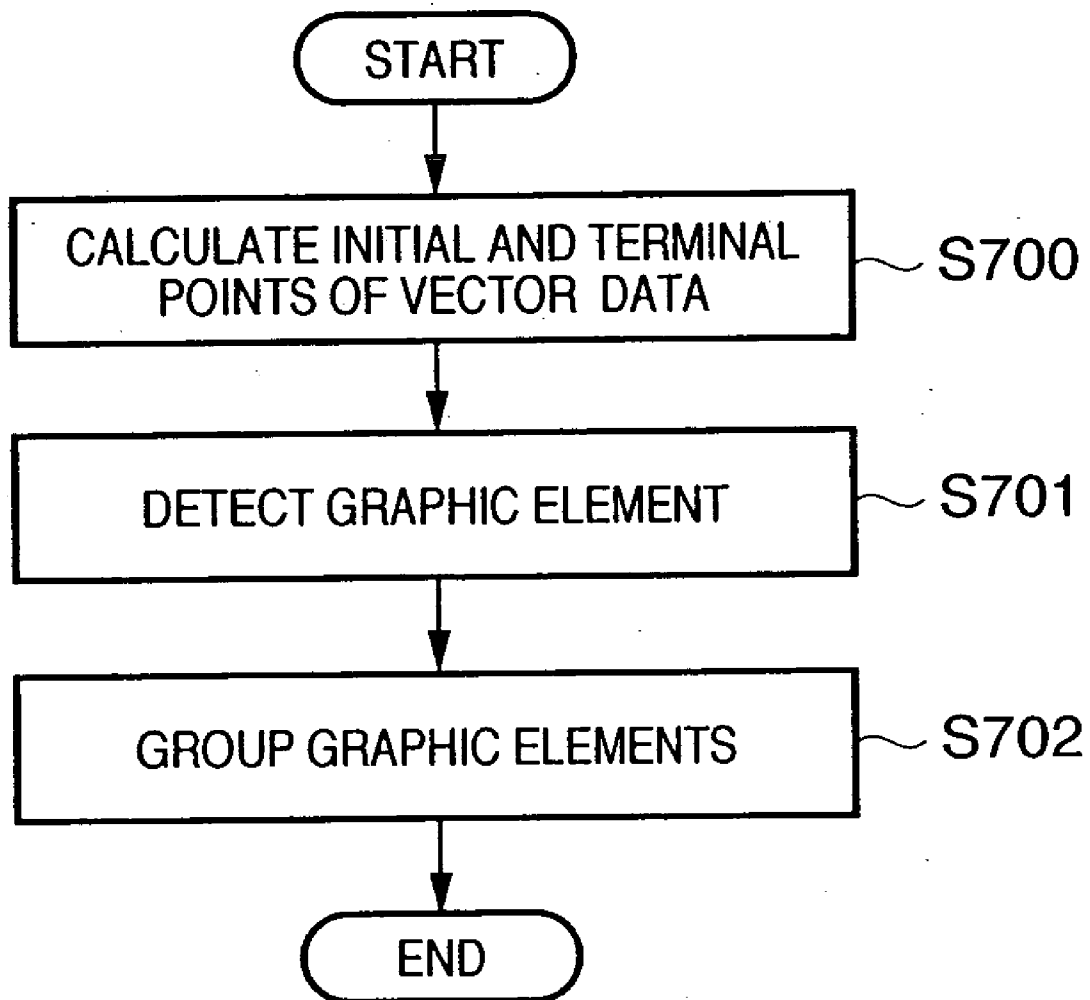 START
CALCULATE INITIAL AND TERMINAL
POINTS OF VECTOR DATA
S700
DETECT GRAPHIC ELEMENT
S701
GROUP GRAPHIC ELEMENTS
S702
END